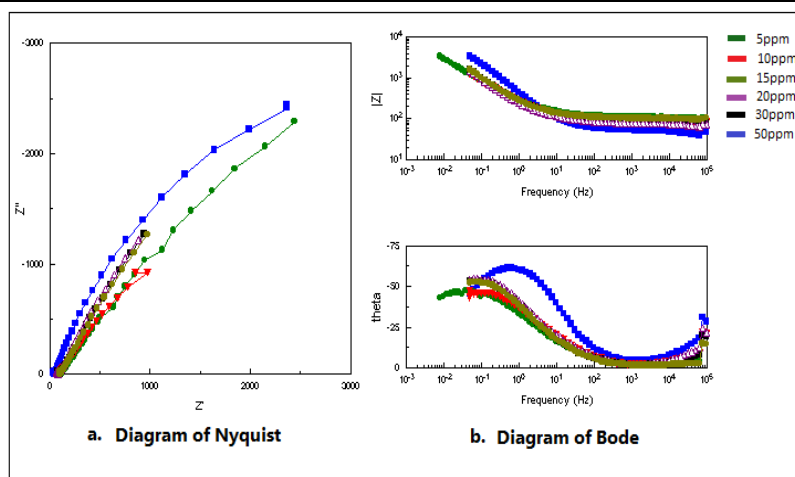 -3000
-2000
-1000
0
Z''
0
1000
2000
3000
Z'
a. Diagram of Nyquist
10⁴
10³
10²
10¹
|Z|
10⁻³
10⁻²
10⁻¹
10⁰
10¹
10²
10³
10⁴
10⁵
10⁶
Frequency (Hz)
-75
-50
-25
0
theta
10⁻³
10⁻²
10⁻¹
10⁰
10¹
10²
10³
10⁴
10⁵
10⁶
Frequency (Hz)
b. Diagram of Bode
5ppm
10ppm
15ppm
20ppm
30ppm
50ppm